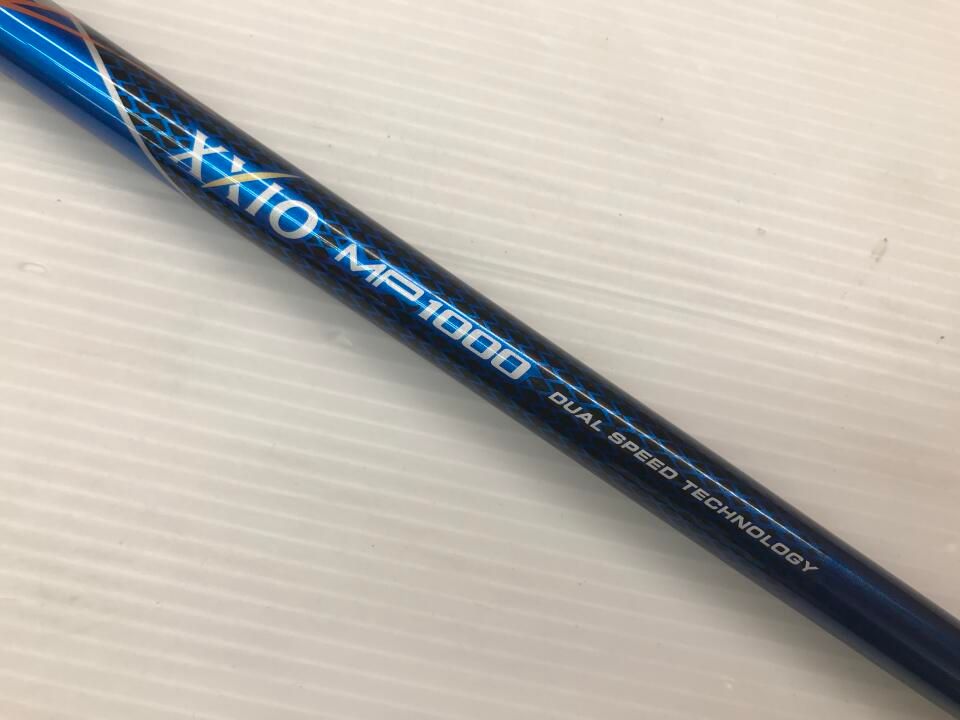 XXIO MP1000 DUAL SPEED TECHNOLOGY